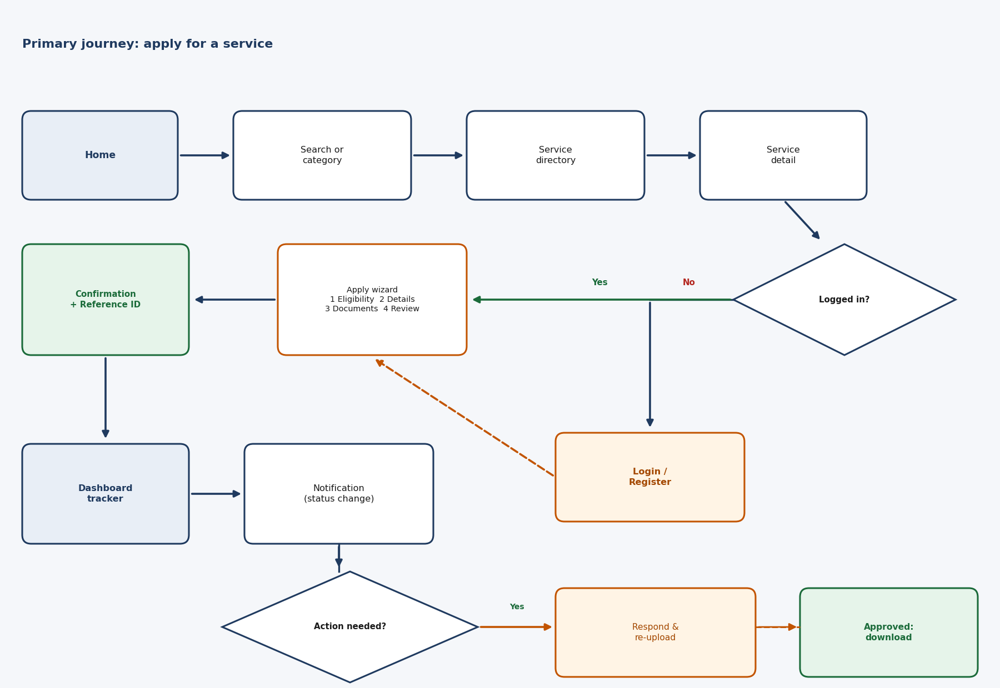 Primary journey: apply for a service
Home
Search or
category
Service
directory
Service
detail
Confirmation
+ Reference ID
Apply wizard
1 Eligibility  2 Details
3 Documents  4 Review
Yes
No
Logged in?
Dashboard
tracker
Notification
(status change)
Login /
Register
Action needed?
Yes
Respond &
re-upload
Approved:
download